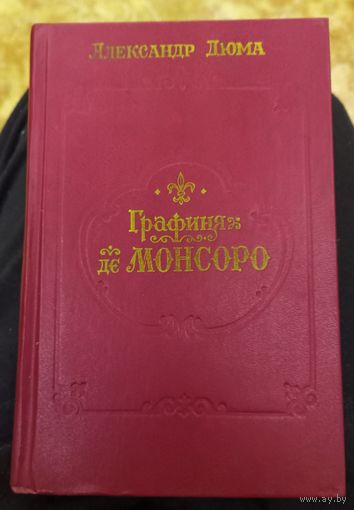 Александр Дюма
Графиня
де Монсоро
www.ay.by